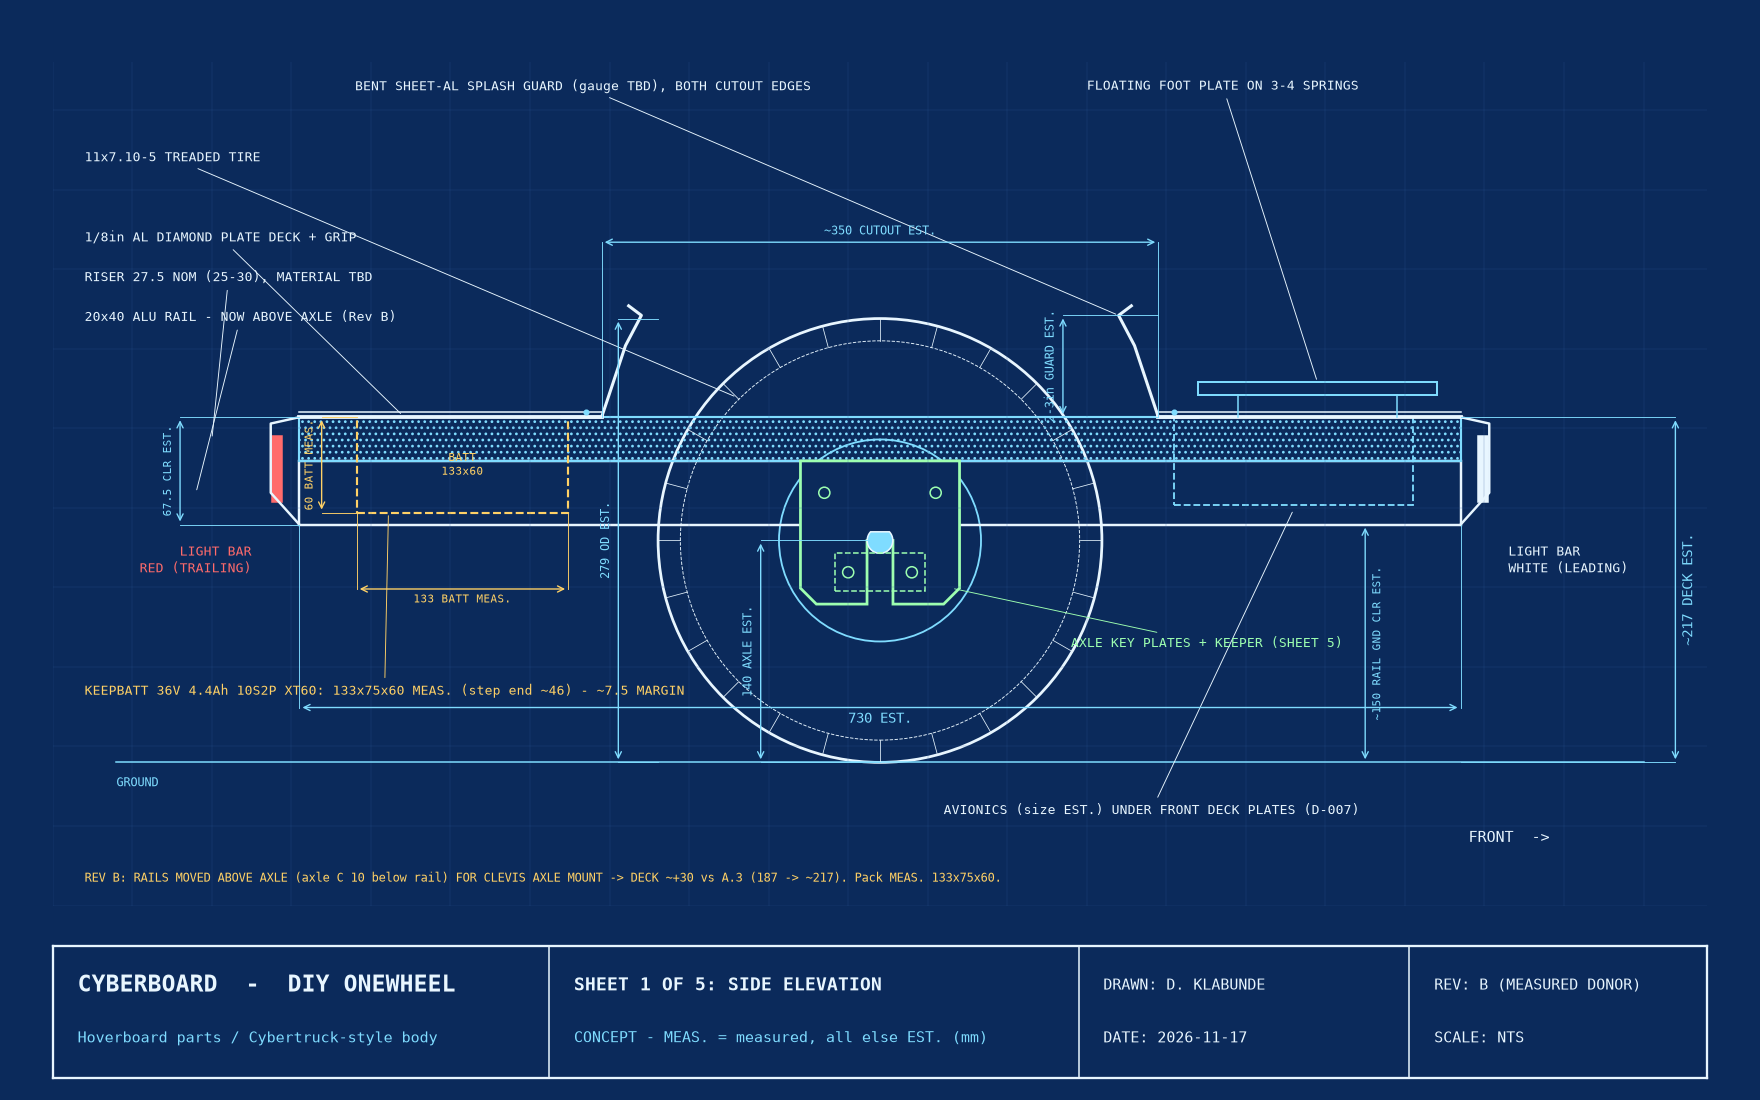 BENT SHEET-AL SPLASH GUARD (gauge TBD), BOTH CUTOUT EDGES
FLOATING FOOT PLATE ON 3-4 SPRINGS
11x7.10-5 TREADED TIRE
~350 CUTOUT EST.
1/8in AL DIAMOND PLATE DECK + GRIP
RISER 27.5 NOM (25-30), MATERIAL TBD
20x40 ALU RAIL - NOW ABOVE AXLE (Rev B)
~3in GUARD EST.
67.5 CLR EST.
60 BATT MEAS.
BATT
133x60
279 OD EST.
LIGHT BAR
RED (TRAILING)
LIGHT BAR
WHITE (LEADING)
~217 DECK EST.
133 BATT MEAS.
140 AXLE EST.
~150 RAIL GND CLR EST.
AXLE KEY PLATES + KEEPER (SHEET 5)
KEEPBATT 36V 4.4Ah 10S2P XT60: 133x75x60 MEAS. (step end ~46) - ~7.5 MARGIN
730 EST.
GROUND
AVIONICS (size EST.) UNDER FRONT DECK PLATES (D-007)
FRONT ->
REV B: RAILS MOVED ABOVE AXLE (axle C 10 below rail) FOR CLEVIS AXLE MOUNT -> DECK ~+30 vs A.3 (187 -> ~217). Pack MEAS. 133x75x60.
CYBERBOARD - DIY ONEWHEEL
Hoverboard parts / Cybertruck-style body
SHEET 1 OF 5: SIDE ELEVATION
CONCEPT - MEAS. = measured, all else EST. (mm)
DRAWN: D. KLABUNDE
DATE: 2026-11-17
REV: B (MEASURED DONOR)
SCALE: NTS